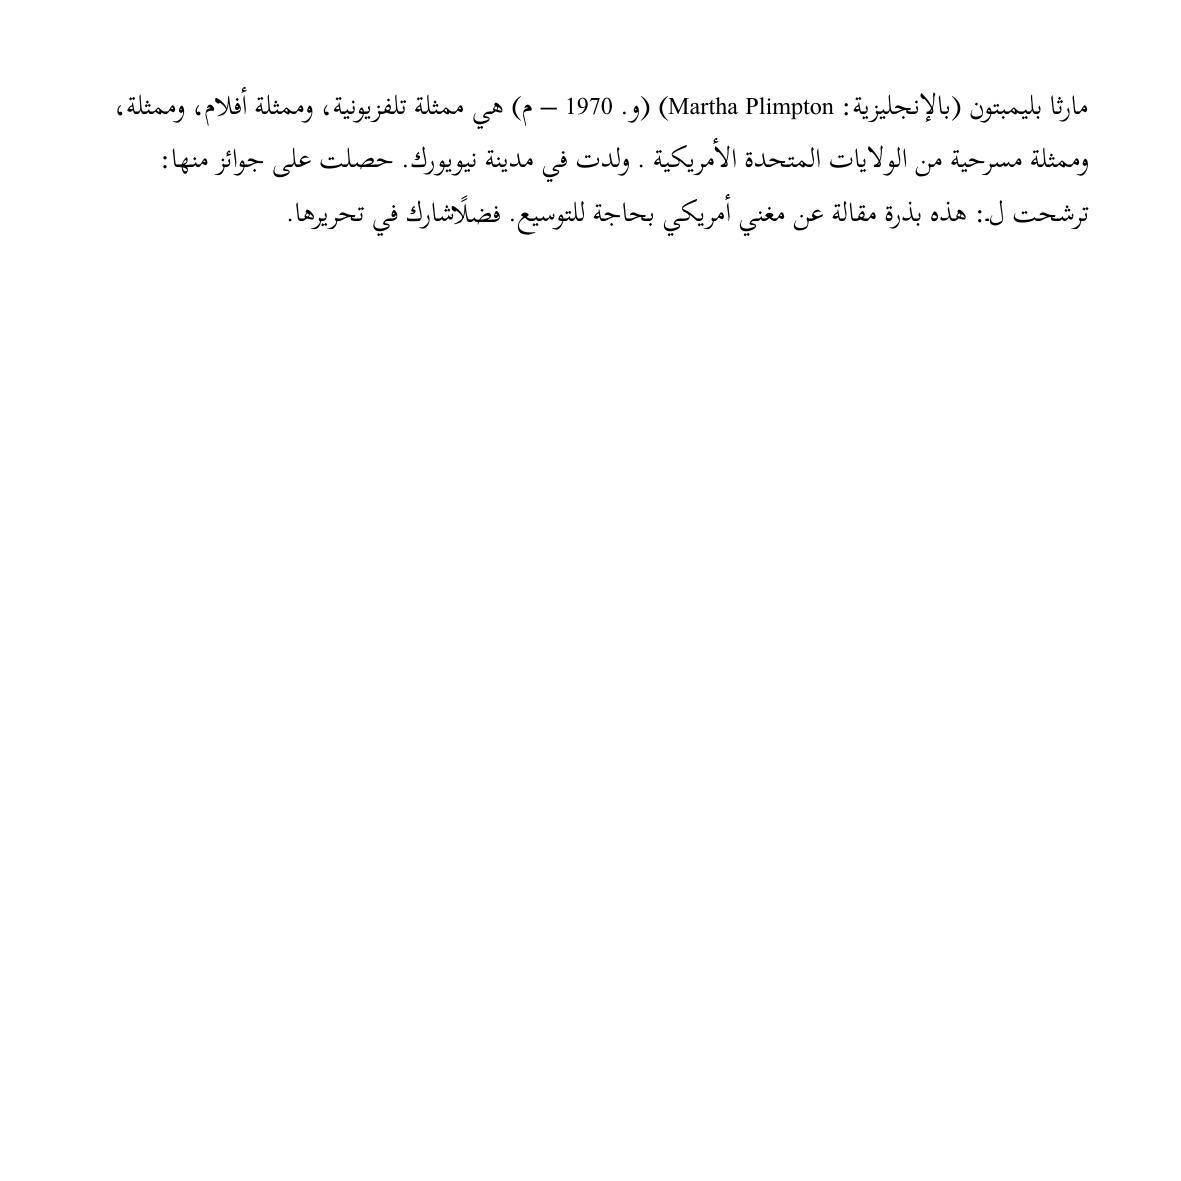 مارثا بليمبتون (بالإنجليزية: Martha Plimpton) (و. 1970 – م) هي ممثلة تلفزيونية، وممثلة أفلام، وممثلة،
وممثلة مسرحية من الولايات المتحدة الأمريكية . ولدت في مدينة نيويورك. حصلت على جوائز منها:
ترشحت لـ: هذه بذرة مقالة عن مغني أمريكي بحاجة للتوسيع. فضلًاشارك في تحريرها.